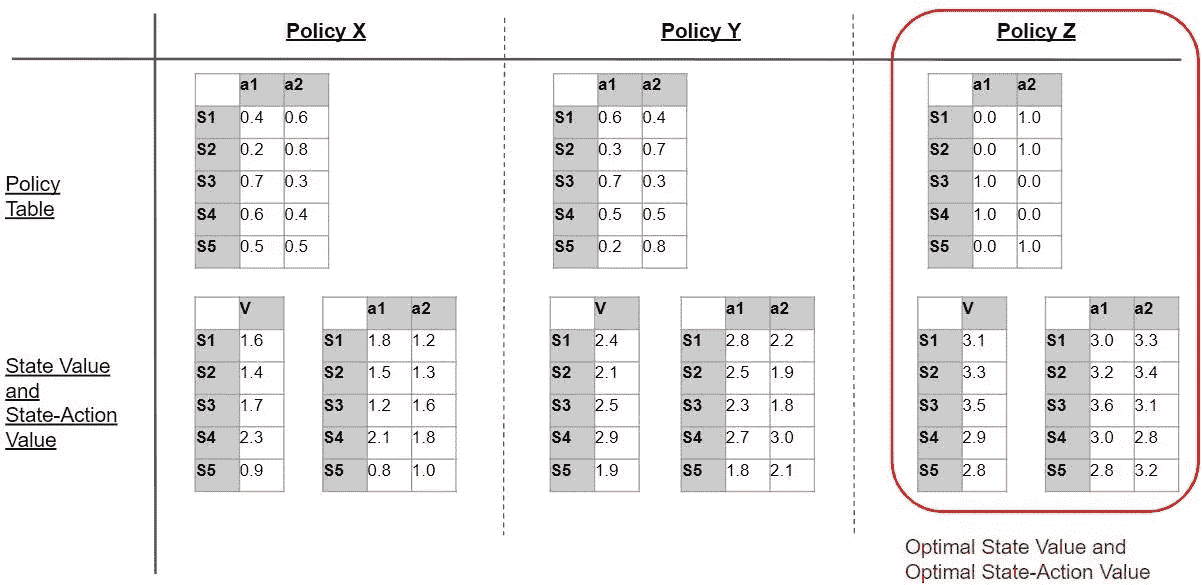 Policy X Policy Y Policy Z
a1 a2 a1 a2 a1 a2
S1 0.4 0.6 S1 0.6 0.4 S1 0.0 1.0
S2 0.2 0.8 S2 0.3 0.7 S2 0.0 1.0
S3 0.7 0.3 S3 0.7 0.3 S3 1.0 0.0
S4 0.6 0.4 S4 0.5 0.5 S4 1.0 0.0
S5 0.5 0.5 S5 0.2 0.8 S5 0.0 1.0
Policy
Table
V a1 a2 V a1 a2 V a1 a2
S1 1.6 S1 1.8 1.2 S1 2.4 S1 2.8 2.2 S1 3.1 S1 3.0 3.3
S2 1.4 S2 1.5 1.3 S2 2.1 S2 2.5 1.9 S2 3.3 S2 3.2 3.4
S3 1.7 S3 1.2 1.6 S3 2.5 S3 2.3 1.8 S3 3.5 S3 3.6 3.1
S4 2.3 S4 2.1 1.8 S4 2.9 S4 2.7 3.0 S4 2.9 S4 3.0 2.8
S5 0.9 S5 0.8 1.0 S5 1.9 S5 1.8 2.1 S5 2.8 S5 2.8 3.2
State Value
and
State-Action
Value
Optimal State Value and
Optimal State-Action Value